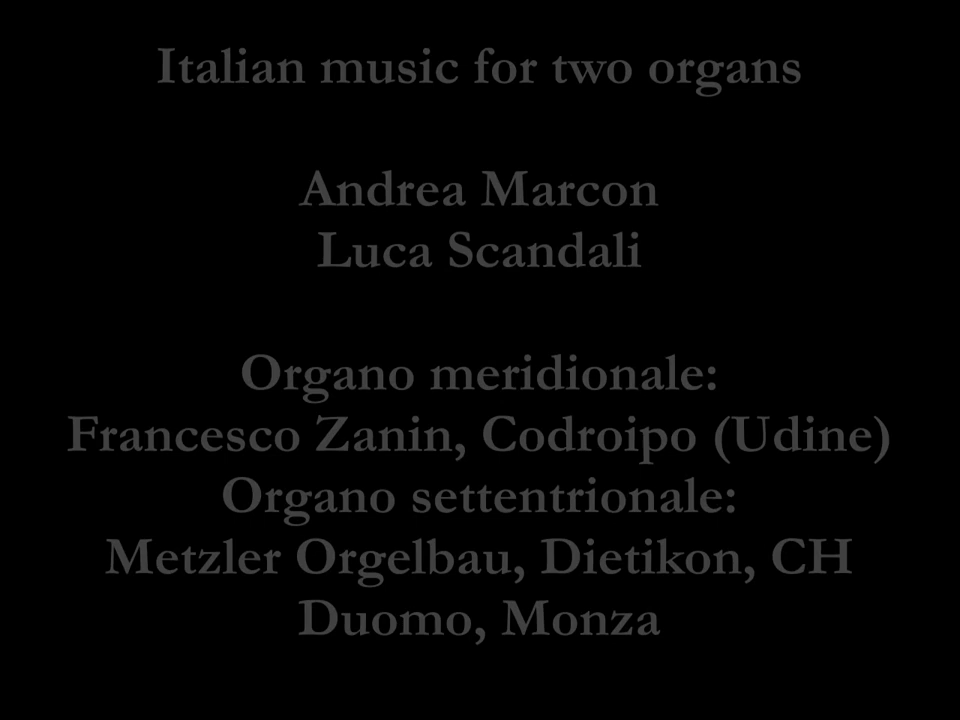 Italian music for two organs
Andrea Marcon
Luca Scandali
Organo meridionale:
Francesco Zanin, Codroipo (Udine)
Organo settentrionale:
Metzler Orgelbau, Dietikon, CH
Duomo, Monza